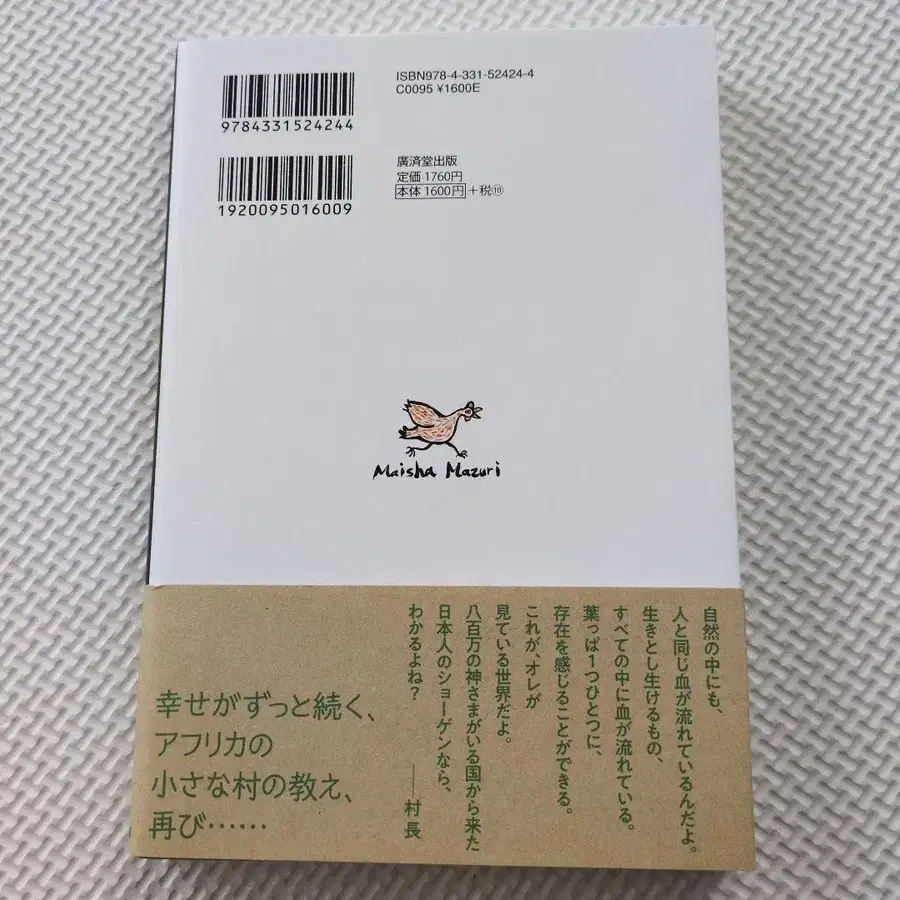 ISBN978-4-331-52424-4
C0095 ¥1600E
9784331524244
廣済堂出版
定価 1760円
本体 1600円 +税⑩
1920095016009
Maisha Mazuri
自然の中にも、
人と同じ血が流れているんだよ。
生きとし生けるもの、
すべての中に血が流れている。
葉っぱ1つひとつに、
存在を感じることができる。
これが、オレが
見ている世界だよ。
八百万の神さまがいる国から来た
日本人のショーゲンなら、
わかるよね?
──村長
幸せがずっと続く、
アフリカの
小さな村の教え、
再び……